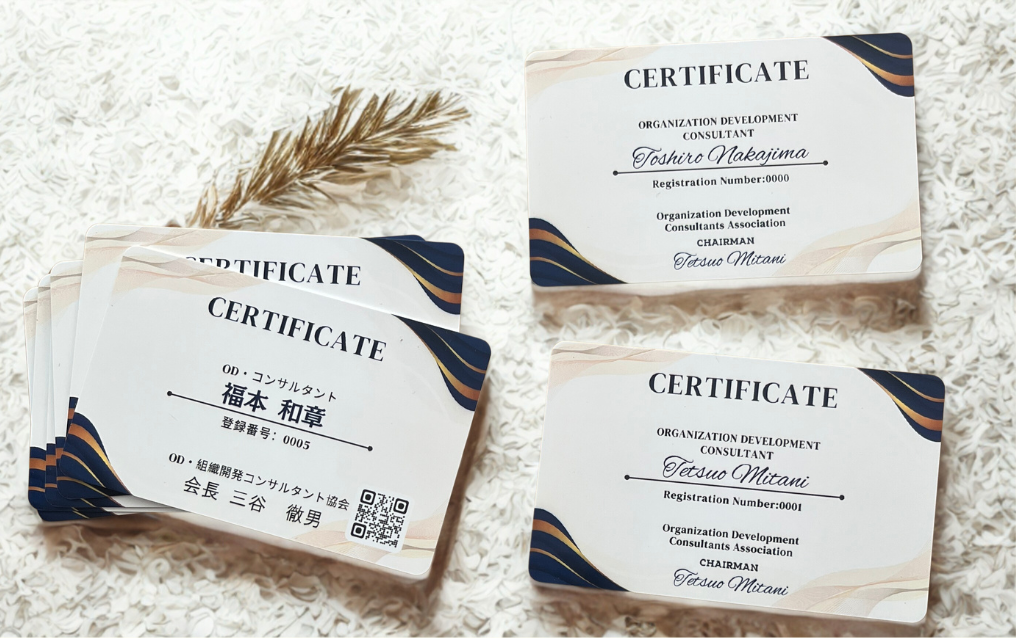 CERTIFICATE
CERTIFICATE
OD・コンサルタント
福本 和章
登録番号: 0005
OD・組織開発コンサルタント協会
会長 三谷 徹男
CERTIFICATE
ORGANIZATION DEVELOPMENT
CONSULTANT
Toshiro Nakajima
Registration Number:0000
Organization Development
Consultants Association
CHAIRMAN
Tetsuo Mitani
CERTIFICATE
ORGANIZATION DEVELOPMENT
CONSULTANT
Tetsuo Mitani
Registration Number:0001
Organization Development
Consultants Association
CHAIRMAN
Tetsuo Mitani